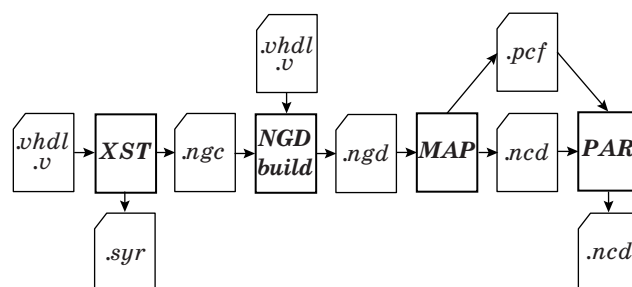 .vhdl
.v
.pcf
.vhdl
.v
XST
.ngc
NGD
build
.ngd
MAP
.ncd
PAR
.syr
.ncd